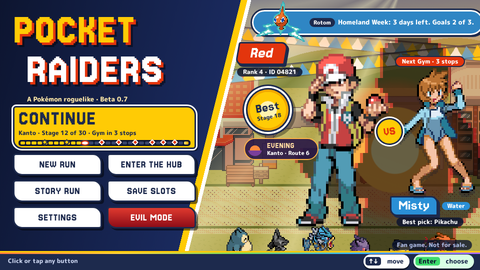 POCKET
RAIDERS
A Pokémon roguelike · Beta 0.7
CONTINUE
Kanto · Stage 12 of 30 · Gym in 3 stops
NEW RUN
ENTER THE HUB
STORY RUN
SAVE SLOTS
SETTINGS
EVIL MODE
Rotom
Homeland Week: 3 days left. Goals 2 of 3.
Red
Rank 4 · ID 04821
Next Gym · 3 stops
Best
Stage 18
VS
EVENING
Kanto · Route 6
Misty
Water
Best pick: Pikachu
Fan game. Not for sale.
Click or tap any button
↑↓ move
Enter choose